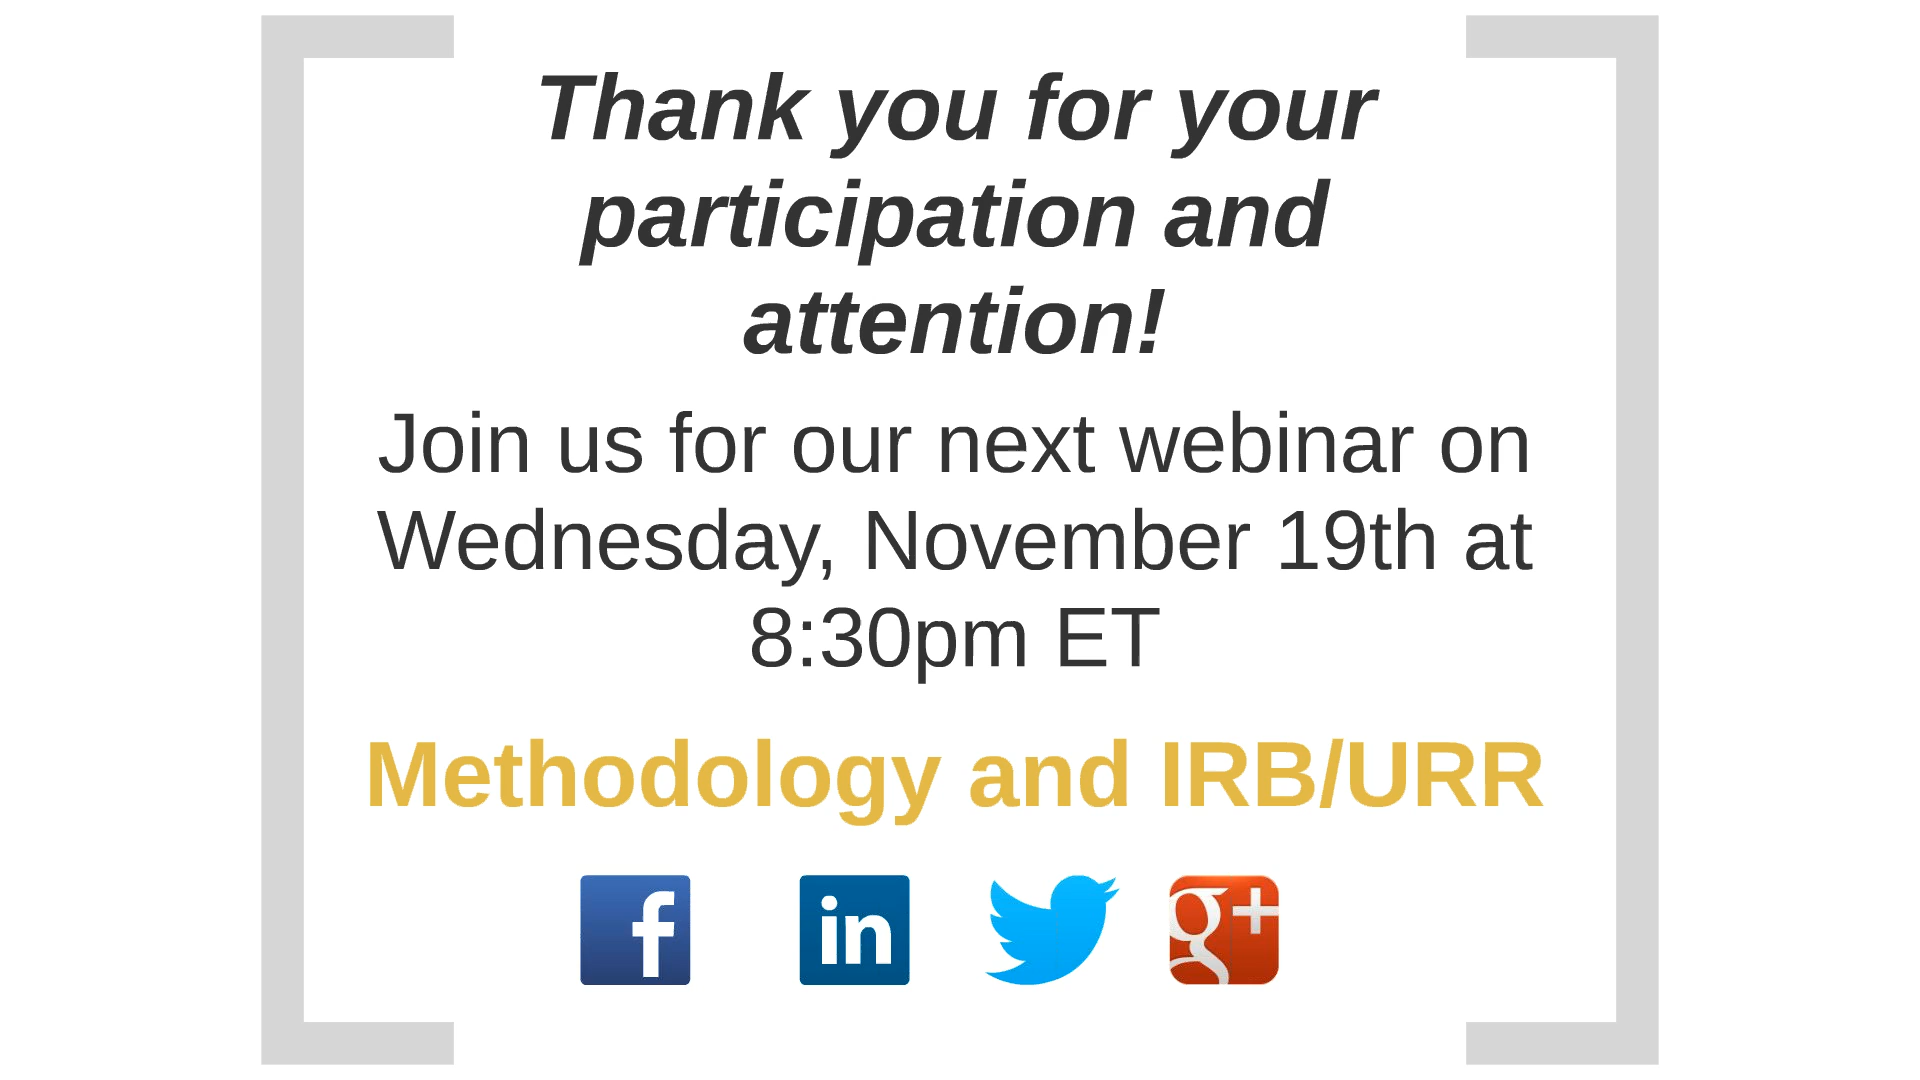 Thank you for your
participation and
attention!
Join us for our next webinar on
Wednesday, November 19th at
8:30pm ET
Methodology and IRB/URR
f
in
g+